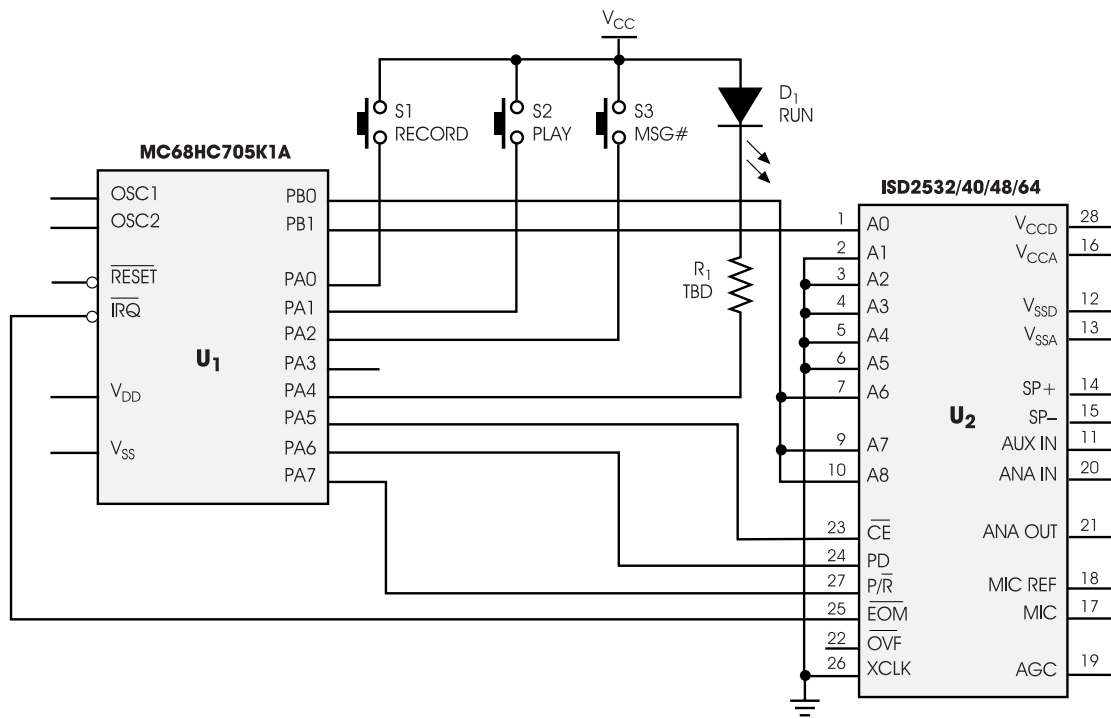 VCC
S1
RECORD
S2
PLAY
S3
MSG#
D1
RUN
MC68HC705K1A
OSC1
OSC2
RESET
IRQ
VDD
VSS
U1
PB0
PB1
PA0
PA1
PA2
PA3
PA4
PA5
PA6
PA7
R1
TBD
ISD2532/40/48/64
1 A0
2 A1
3 A2
4 A3
5 A4
6 A5
7 A6
9 A7
10 A8
23 CE
24 PD
27 P/R
25 EOM
22 OVF
26 XCLK
U2
VCCD 28
VCCA 16
VSSD 12
VSSA 13
SP+ 14
SP– 15
AUX IN 11
ANA IN 20
ANA OUT 21
MIC REF 18
MIC 17
AGC 19